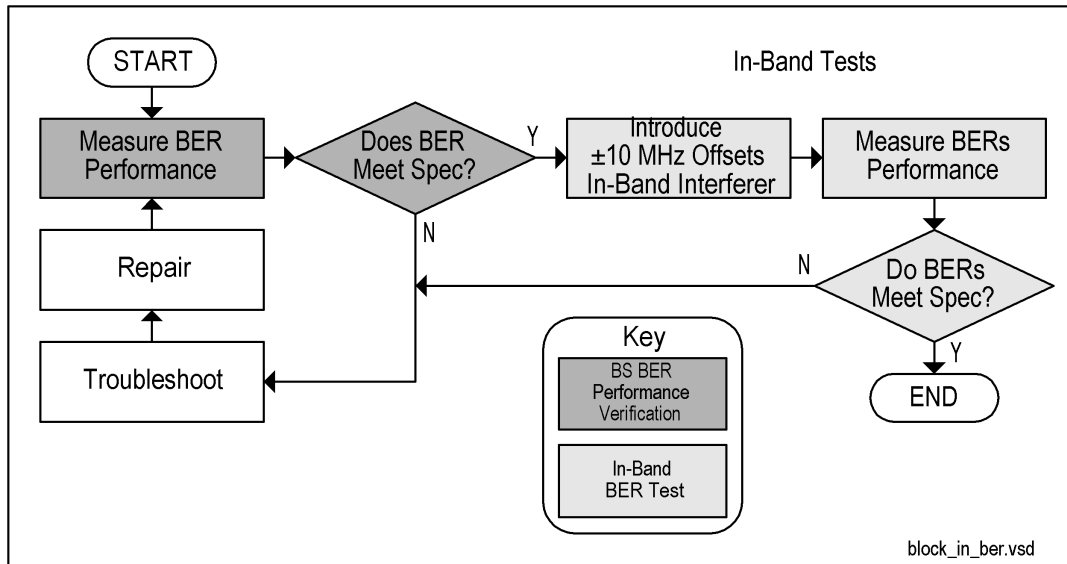 In-Band Tests
START
Measure BER
Performance
Does BER
Meet Spec?
Y
N
Introduce
±10 MHz Offsets
In-Band Interferer
Measure BERs
Performance
Do BERs
Meet Spec?
N
Y
END
Repair
Troubleshoot
Key
BS BER
Performance
Verification
In-Band
BER Test
block_in_ber.vsd